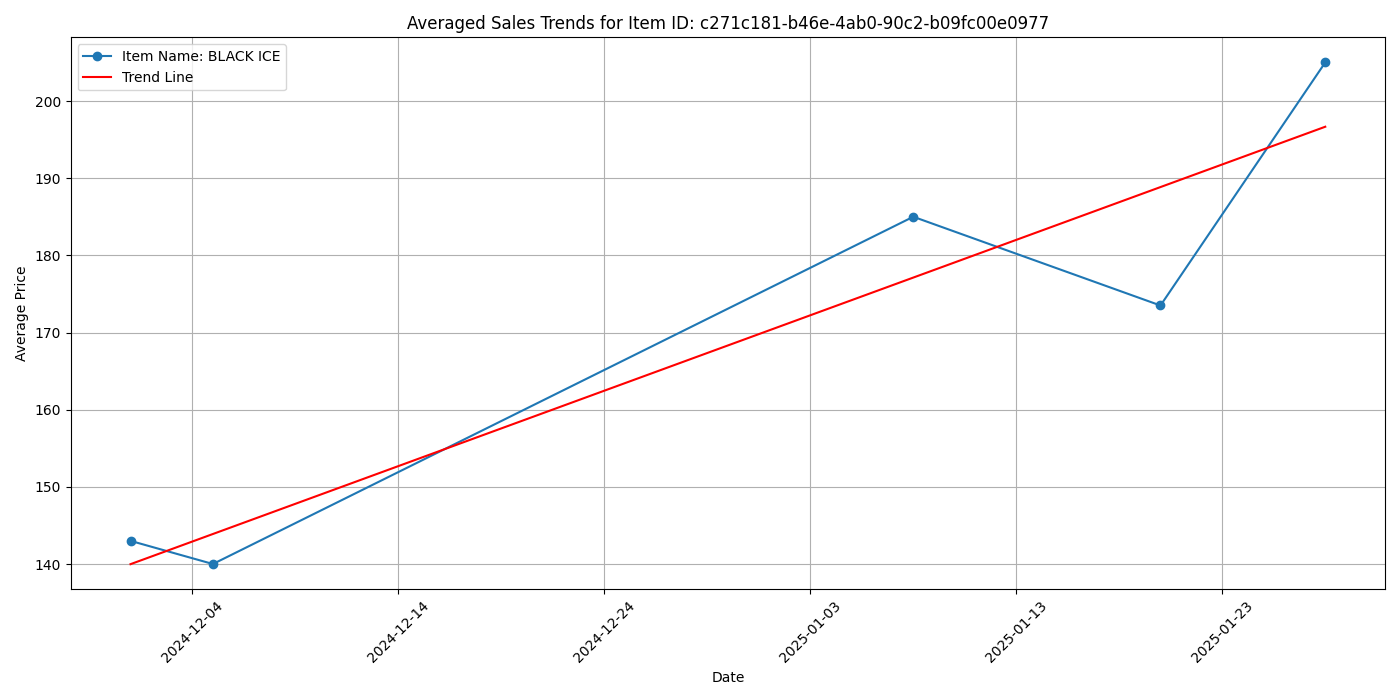 Averaged Sales Trends for Item ID: c271c181-b46e-4ab0-90c2-b09fc00e0977
Item Name: BLACK ICE
Trend Line
Average Price
200
190
180
170
160
150
140
2024-12-04
2024-12-14
2024-12-24
2025-01-03
2025-01-13
2025-01-23
Date